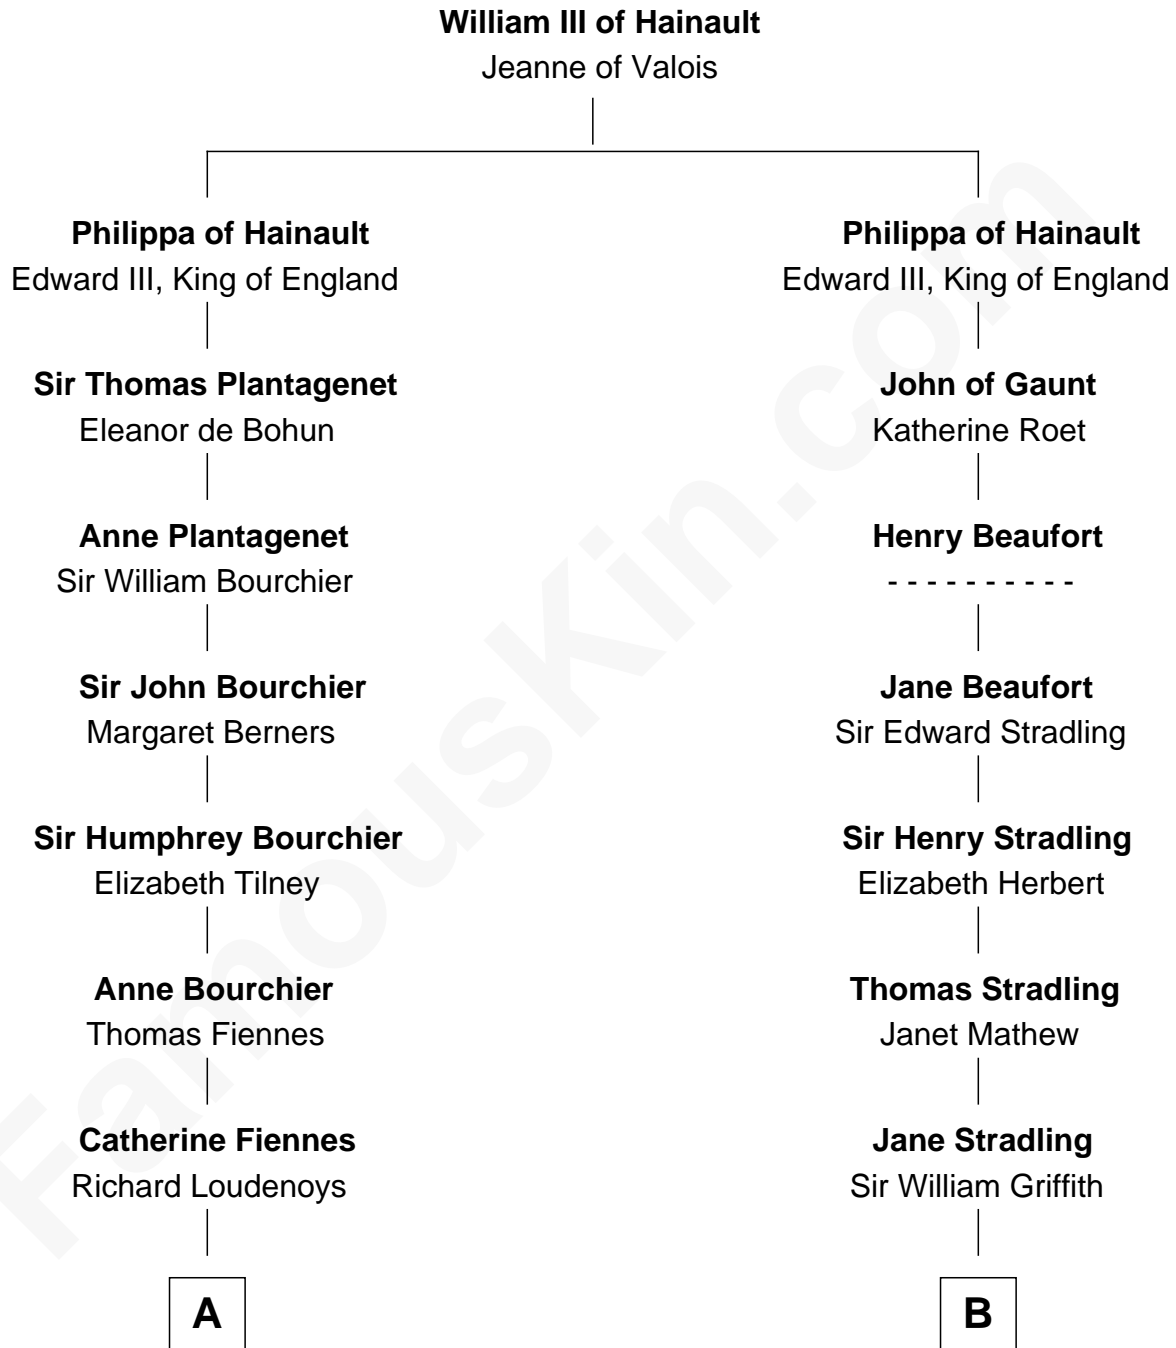 William III of Hainault
Jeanne of Valois
Philippa of Hainault
Edward III, King of England
Sir Thomas Plantagenet
Eleanor de Bohun
Anne Plantagenet
Sir William Bourchier
Sir John Bourchier
Margaret Berners
Sir Humphrey Bourchier
Elizabeth Tilney
Anne Bourchier
Thomas Fiennes
Catherine Fiennes
Richard Loudenoys
A
Philippa of Hainault
Edward III, King of England
John of Gaunt
Katherine Roet
Henry Beaufort
- - - - - - - - - -
Jane Beaufort
Sir Edward Stradling
Sir Henry Stradling
Elizabeth Herbert
Thomas Stradling
Janet Mathew
Jane Stradling
Sir William Griffith
B
FamousKin.com